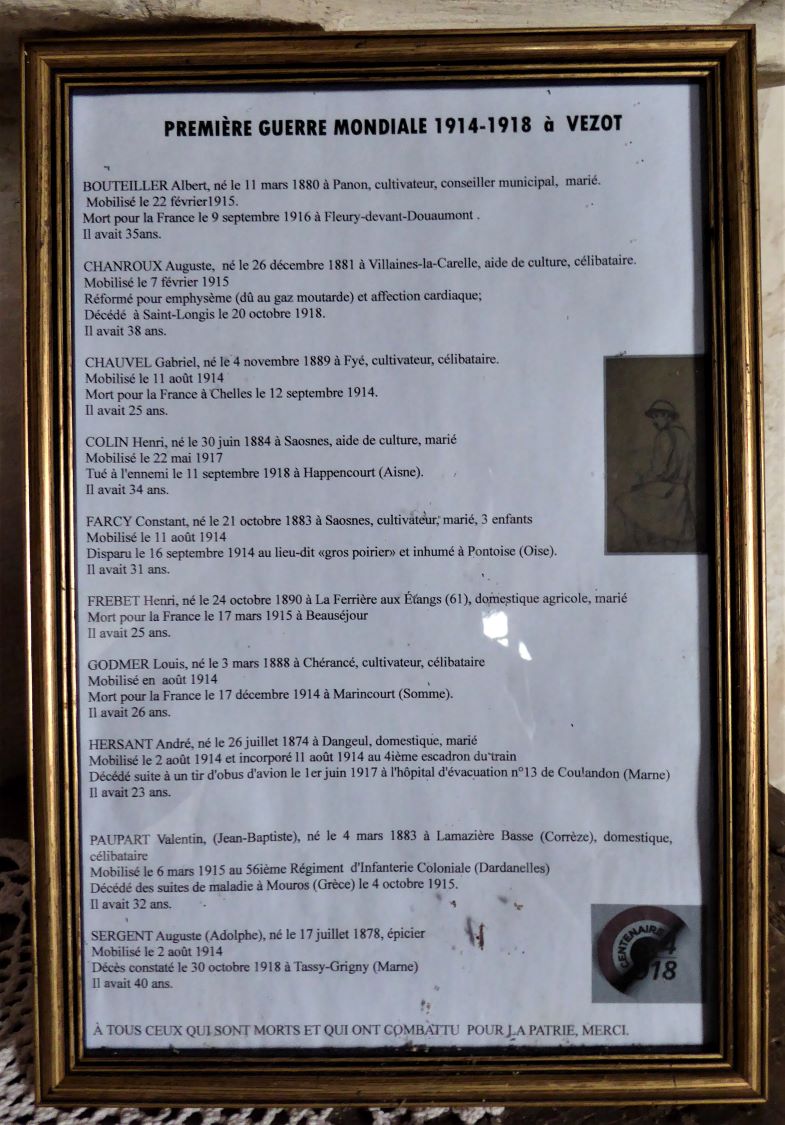 PREMIÈRE GUERRE MONDIALE 1914-1918 à VEZOT
BOUTEILLER Albert, né le 11 mars 1880 à Panon, cultivateur, conseiller municipal, marié.
Mobilisé le 22 février1915.
Mort pour la France le 9 septembre 1916 à Fleury-devant-Douaumont .
Il avait 35ans.
CHANROUX Auguste, né le 26 décembre 1881 à Villaines-la-Carelle, aide de culture, célibataire.
Mobilisé le 7 février 1915
Réformé pour emphysème (dû au gaz moutarde) et affection cardiaque;
Décédé à Saint-Longis le 20 octobre 1918.
Il avait 38 ans.
CHAUVEL Gabriel, né le 4 novembre 1889 à Fyé, cultivateur, célibataire.
Mobilisé le 11 août 1914
Mort pour la France à Chelles le 12 septembre 1914.
Il avait 25 ans.
COLIN Henri, né le 30 juin 1884 à Saosnes, aide de culture, marié
Mobilisé le 22 mai 1917
Tué à l'ennemi le 11 septembre 1918 à Happencourt (Aisne).
Il avait 34 ans.
FARCY Constant, né le 21 octobre 1883 à Saosnes, cultivateur, marié, 3 enfants
Mobilisé le 11 août 1914
Disparu le 16 septembre 1914 au lieu-dit «gros poirier» et inhumé à Pontoise (Oise).
Il avait 31 ans.
FREBET Henri, né le 24 octobre 1890 à La Ferrière aux Étangs (61), domestique agricole, marié
Mort pour la France le 17 mars 1915 à Beauséjour
Il avait 25 ans.
GODMER Louis, né le 3 mars 1888 à Chérancé, cultivateur, célibataire
Mobilisé en août 1914
Mort pour la France le 17 décembre 1914 à Marincourt (Somme).
Il avait 26 ans.
HERSANT André, né le 26 juillet 1874 à Dangeul, domestique, marié
Mobilisé le 2 août 1914 et incorporé 11 août 1914 au 4ième escadron du train
Décédé suite à un tir d'obus d'avion le 1er juin 1917 à l'hôpital d'évacuation n°13 de Coulandon (Marne)
Il avait 23 ans.
PAUPART Valentin, (Jean-Baptiste), né le 4 mars 1883 à Lamazière Basse (Corrèze), domestique,
célibataire
Mobilisé le 6 mars 1915 au 56ième Régiment d'Infanterie Coloniale (Dardanelles)
Décédé des suites de maladie à Mouros (Grèce) le 4 octobre 1915.
Il avait 32 ans.
SERGENT Auguste (Adolphe), né le 17 juillet 1878, épicier
Mobilisé le 2 août 1914
Décès constaté le 30 octobre 1918 à Tassy-Grigny (Marne)
Il avait 40 ans.
CENTENAIRE
4
918
À TOUS CEUX QUI SONT MORTS ET QUI ONT COMBATTU POUR LA PATRIE, MERCI.